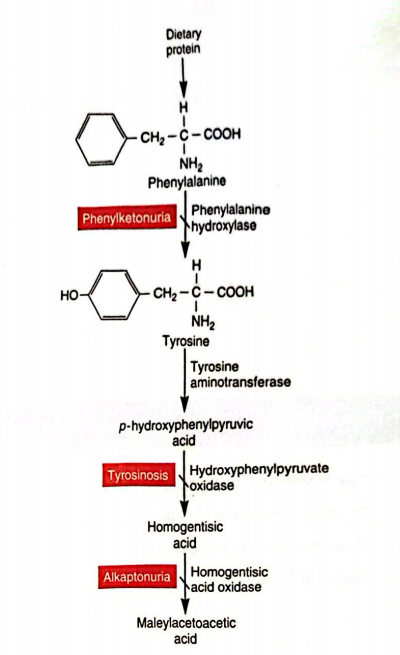 Dietary
protein
H
CH₂-C-COOH
NH₂
Phenylalanine
Phenylketonuria
Phenylalanine
hydroxylase
H
HO
CH₂-C-COOH
NH₂
Tyrosine
Tyrosine
aminotransferase
p-hydroxyphenylpyruvic
acid
Tyrosinosis
Hydroxyphenylpyruvate
oxidase
Homogentisic
acid
Alkaptonuria
Homogentisic
acid oxidase
Maleylacetoacetic
acid